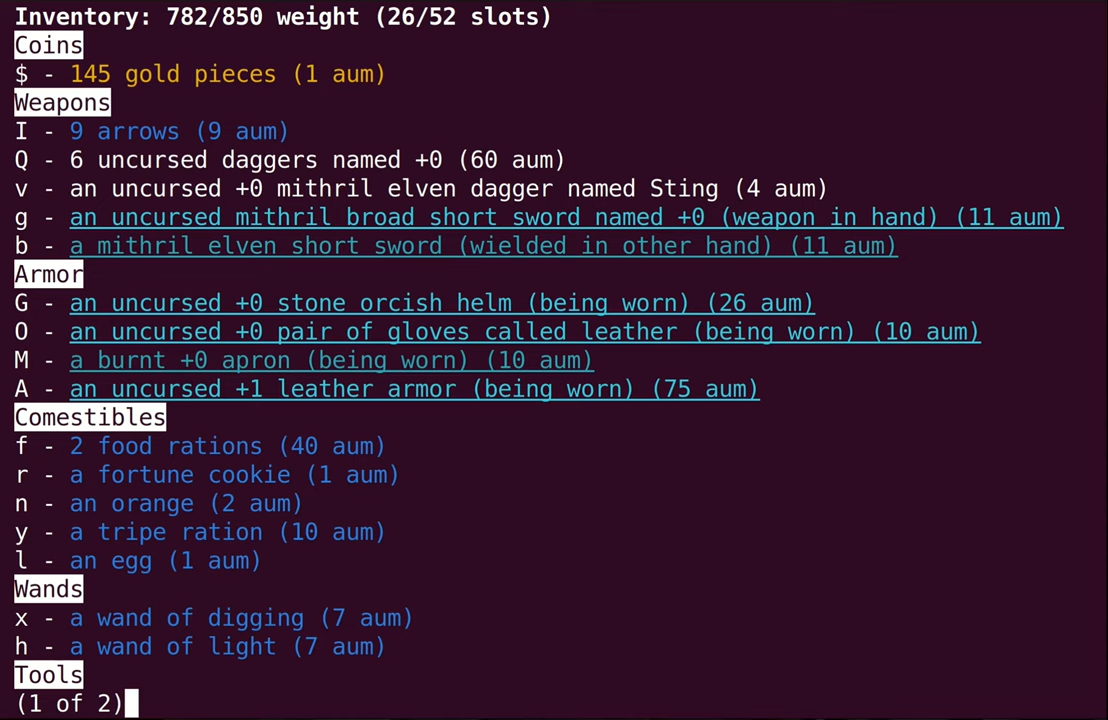 Inventory: 782/850 weight (26/52 slots)
Coins
$ - 145 gold pieces (1 aum)
Weapons
I - 9 arrows (9 aum)
Q - 6 uncursed daggers named +0 (60 aum)
v - an uncursed +0 mithril elven dagger named Sting (4 aum)
g - an uncursed mithril broad short sword named +0 (weapon in hand) (11 aum)
b - a mithril elven short sword (wielded in other hand) (11 aum)
Armor
G - an uncursed +0 stone orcish helm (being worn) (26 aum)
O - an uncursed +0 pair of gloves called leather (being worn) (10 aum)
M - a burnt +0 apron (being worn) (10 aum)
A - an uncursed +1 leather armor (being worn) (75 aum)
Comestibles
f - 2 food rations (40 aum)
r - a fortune cookie (1 aum)
n - an orange (2 aum)
y - a tripe ration (10 aum)
l - an egg (1 aum)
Wands
x - a wand of digging (7 aum)
h - a wand of light (7 aum)
Tools
(1 of 2)